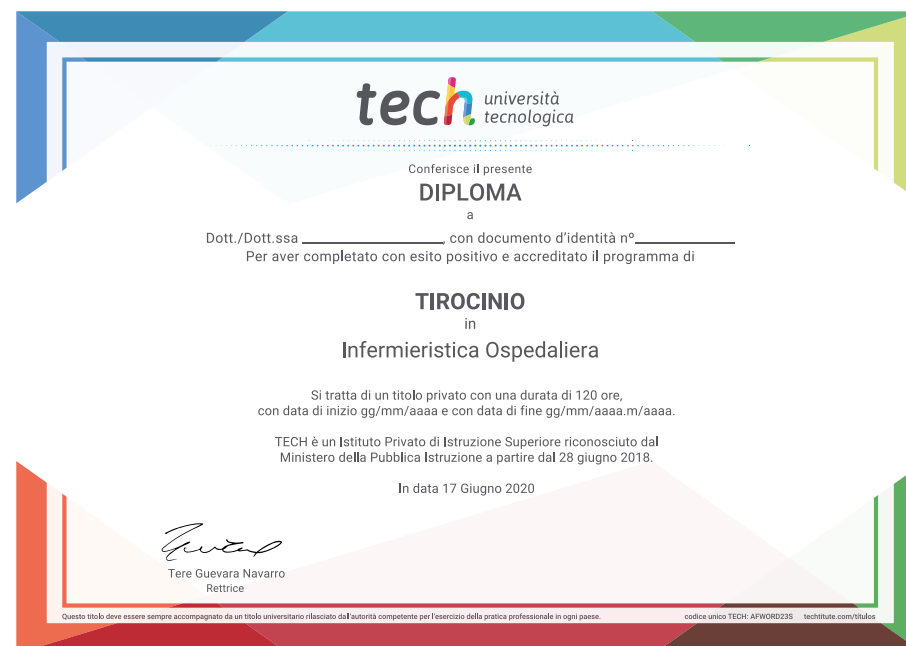 tech università
tecnologica
Conferisce il presente
DIPLOMA
a
Dott./Dott.ssa ____________________, con documento d'identità nº______________
Per aver completato con esito positivo e accreditato il programma di
TIROCINIO
in
Infermieristica Ospedaliera
Si tratta di un titolo privato con una durata di 120 ore,
con data di inizio gg/mm/aaaa e con data di fine gg/mm/aaaa.m/aaaa.
TECH è un Istituto Privato di Istruzione Superiore riconosciuto dal
Ministero della Pubblica Istruzione a partire dal 28 giugno 2018.
In data 17 Giugno 2020
Tere Guevara Navarro
Rettrice
Questo titolo deve essere sempre accompagnato da un titolo universitario rilasciato dall'autorità competente per l'esercizio della pratica professionale in ogni paese. codice unico TECH: AFWORD23S techtitute.com/titulos